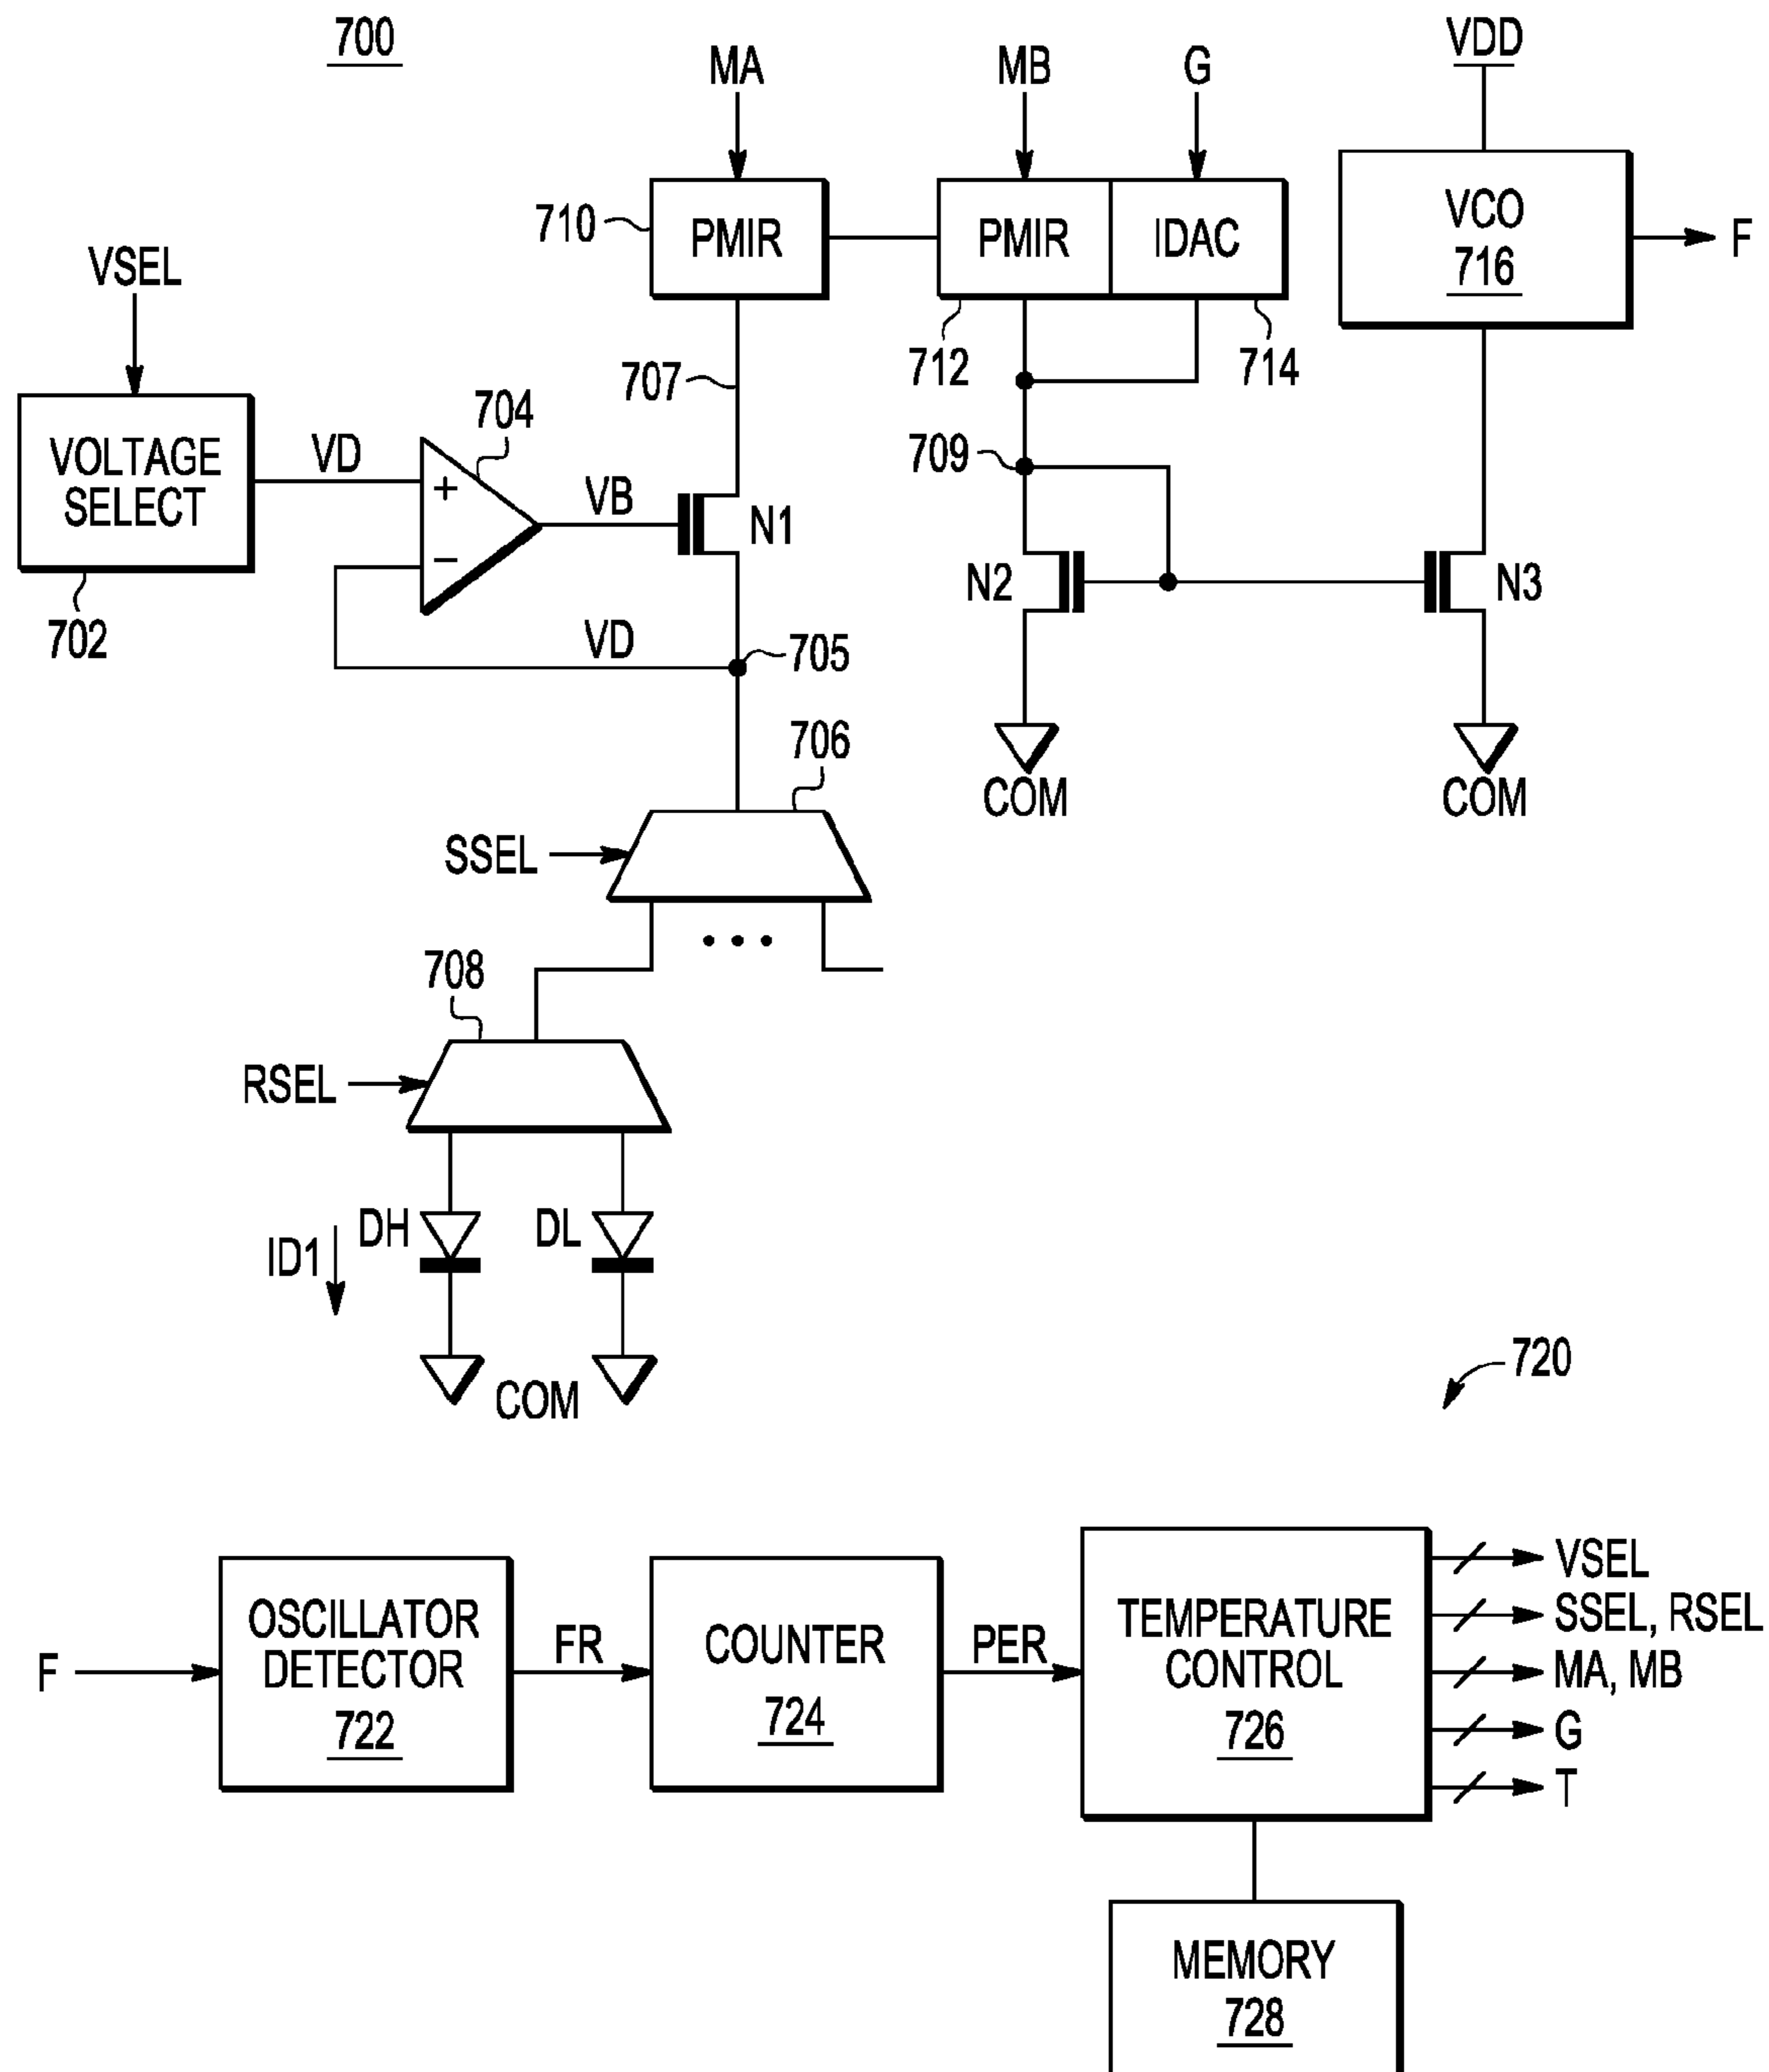 700
MA
MB
G
VDD
710
PMIR
PMIR
IDAC
VCO
716
F
VSEL
707
712
714
VOLTAGE
SELECT
VD
704
+
−
VB
N1
709
N2
N3
702
VD
705
COM
COM
706
SSEL
708
RSEL
ID1
DH
DL
COM
720
F
OSCILLATOR
DETECTOR
722
FR
COUNTER
724
PER
TEMPERATURE
CONTROL
726
VSEL
SSEL, RSEL
MA, MB
G
T
MEMORY
728